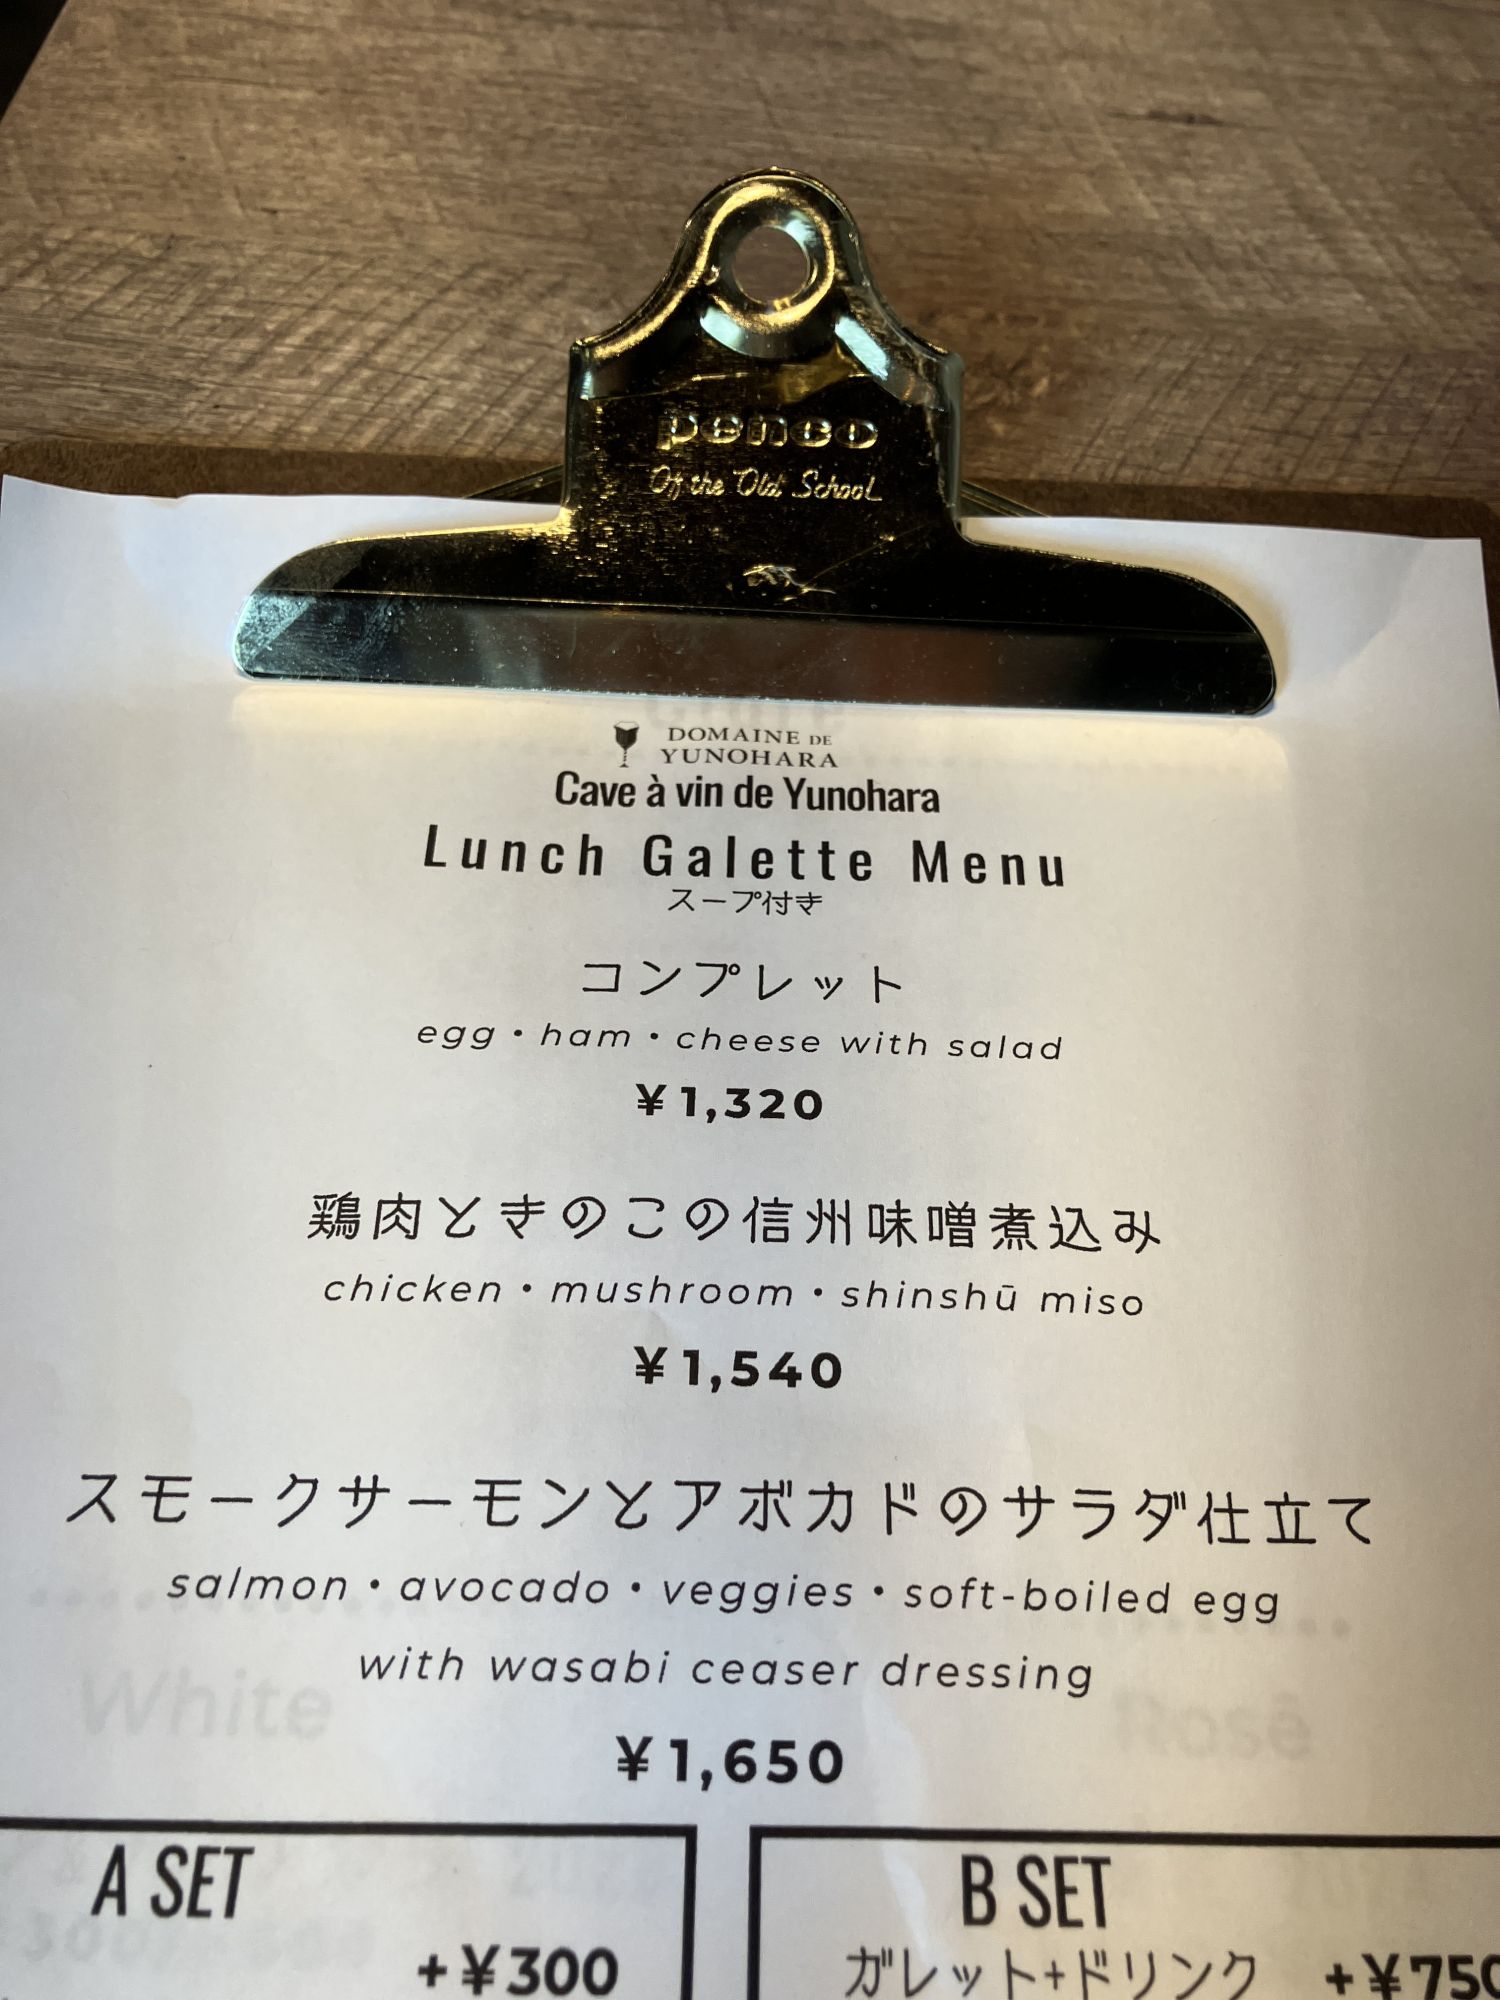 penco
Of the Old School
DOMAINE DE
YUNOHARA
Cave à vin de Yunohara
Lunch Galette Menu
スープ付き
コンプレット
egg・ham・cheese with salad
¥1,320
鶏肉ときのこの信州味噌煮込み
chicken・mushroom・shinshū miso
¥1,540
スモークサーモンとアボカドのサラダ仕立て
salmon・avocado・veggies・soft-boiled egg
with wasabi ceaser dressing
White
Rosé
¥1,650
A SET
+¥300
B SET
ガレット+ドリンク +¥750